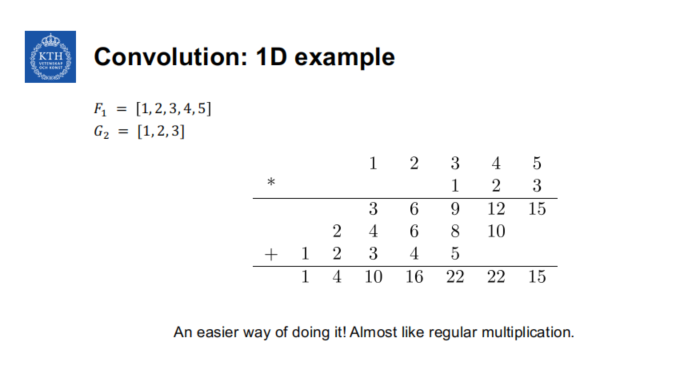 KTH
VETENSKAP
OCH KONST
Convolution: 1D example
F₁ = [1,2,3,4,5]
G₂ = [1,2,3]
1 2 3 4 5
* 1 2 3
3 6 9 12 15
2 4 6 8 10
+ 1 2 3 4 5
1 4 10 16 22 22 15
An easier way of doing it! Almost like regular multiplication.